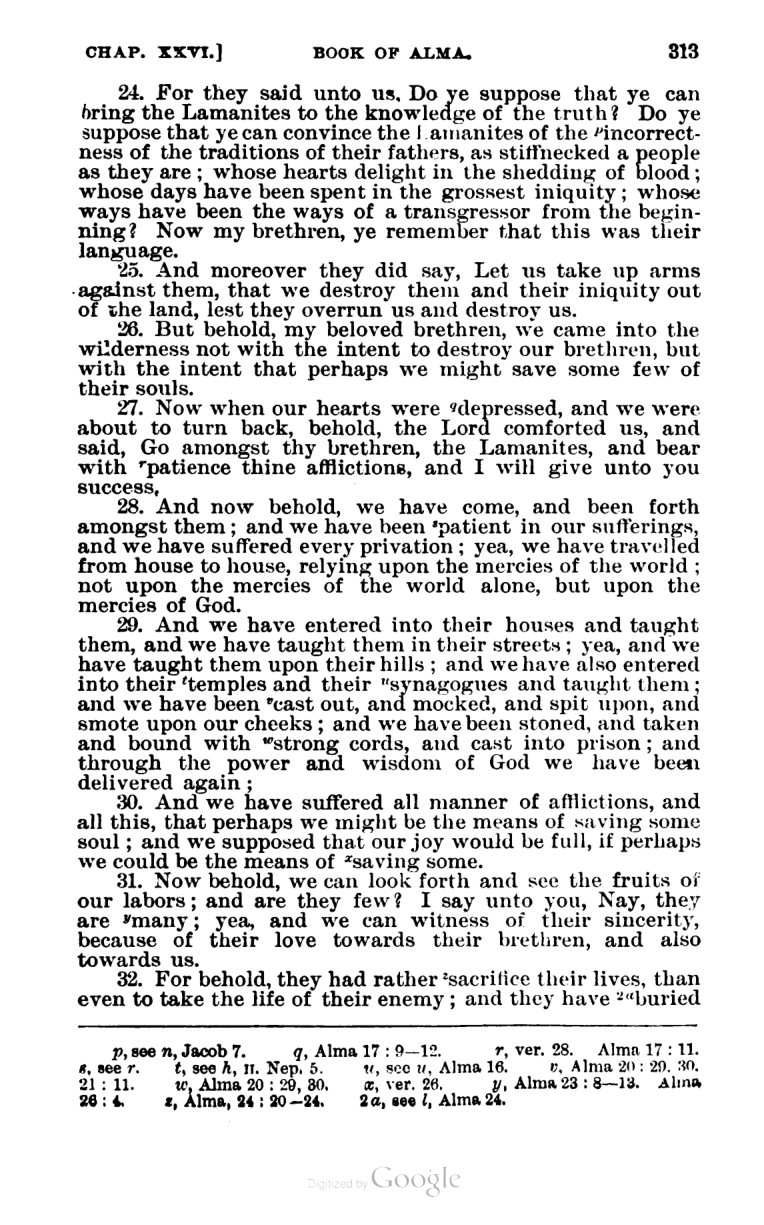 CHAP. XXVI.] BOOK OF ALMA. 313
24. For they said unto us, Do ye suppose that ye can
bring the Lamanites to the knowledge of the truth? Do ye
suppose that ye can convince the Lamanites of the ᵖincorrect-
ness of the traditions of their fathers, as stiffnecked a people
as they are; whose hearts delight in the shedding of blood;
whose days have been spent in the grossest iniquity; whose
ways have been the ways of a transgressor from the begin-
ning? Now my brethren, ye remember that this was their
language.
25. And moreover they did say, Let us take up arms
against them, that we destroy them and their iniquity out
of the land, lest they overrun us and destroy us.
26. But behold, my beloved brethren, we came into the
wilderness not with the intent to destroy our brethren, but
with the intent that perhaps we might save some few of
their souls.
27. Now when our hearts were qdepressed, and we were
about to turn back, behold, the Lord comforted us, and
said, Go amongst thy brethren, the Lamanites, and bear
with ʳpatience thine afflictions, and I will give unto you
success,
28. And now behold, we have come, and been forth
amongst them; and we have been ˢpatient in our sufferings,
and we have suffered every privation; yea, we have travelled
from house to house, relying upon the mercies of the world;
not upon the mercies of the world alone, but upon the
mercies of God.
29. And we have entered into their houses and taught
them, and we have taught them in their streets; yea, and we
have taught them upon their hills; and we have also entered
into their ᵗtemples and their ᵘsynagogues and taught them;
and we have been ᵛcast out, and mocked, and spit upon, and
smote upon our cheeks; and we have been stoned, and taken
and bound with ʷstrong cords, and cast into prison; and
through the power and wisdom of God we have been
delivered again;
30. And we have suffered all manner of afflictions, and
all this, that perhaps we might be the means of saving some
soul; and we supposed that our joy would be full, if perhaps
we could be the means of ˣsaving some.
31. Now behold, we can look forth and see the fruits of
our labors; and are they few? I say unto you, Nay, they
are ʸmany; yea, and we can witness of their sincerity,
because of their love towards their brethren, and also
towards us.
32. For behold, they had rather ᶻsacrifice their lives, than
even to take the life of their enemy; and they have ²ᵃburied
p, see n, Jacob 7. q, Alma 17 : 9—12. r, ver. 28. Alma 17 : 11.
s, see r. t, see h, II. Nep. 5. u, see u, Alma 16. v, Alma 20 : 29, 30.
21 : 11. w, Alma 20 : 29, 30. x, ver. 26. y, Alma 23 : 8—13. Alma
26 : 4. z, Alma, 24 : 20—24. 2a, see l, Alma 24.
Digitized by Google